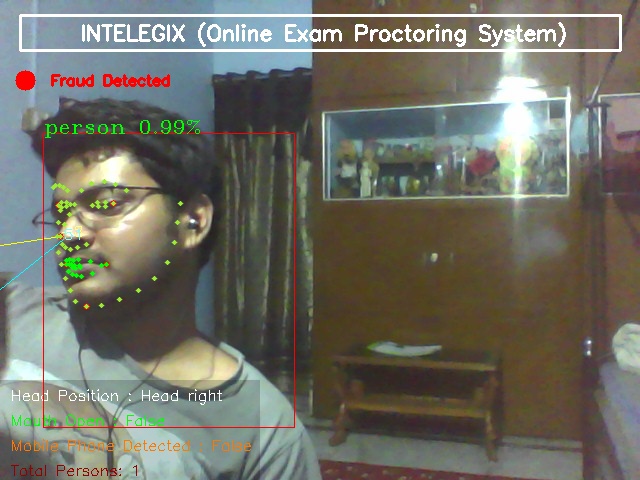 INTELEGIX (Online Exam Proctoring System)
Fraud Detected
person 0.99%
Head Position : Head right
Mouth Open : False
Mobile Phone Detected : False
Total Persons: 1